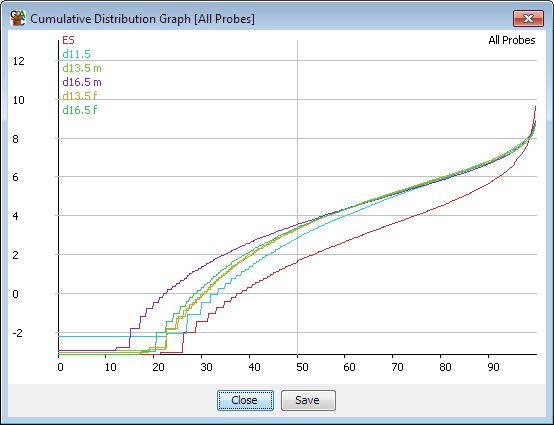 Cumulative Distribution Graph [All Probes]
ES
All Probes
d11.5
d13.5 m
d16.5 m
d13.5 f
d16.5 f
12
10
8
6
4
2
0
-2
0 10 20 30 40 50 60 70 80 90
Close Save